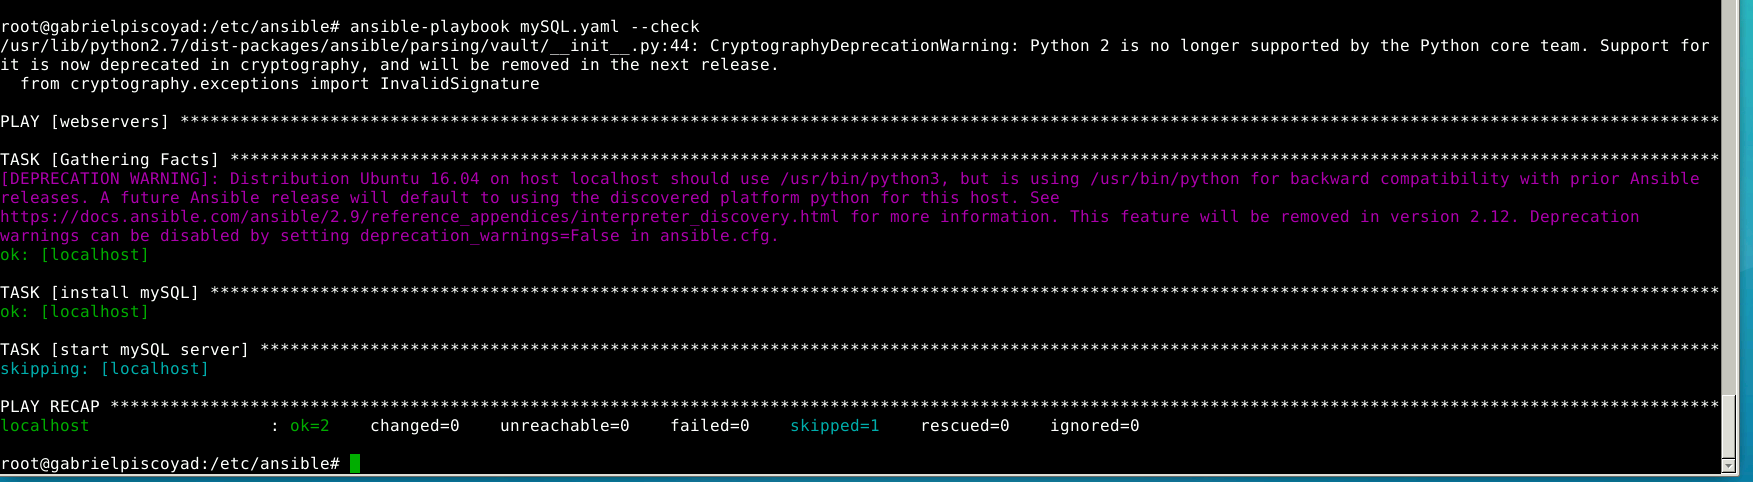 root@gabrielpiscoyad:/etc/ansible# ansible-playbook mySQL.yaml --check
/usr/lib/python2.7/dist-packages/ansible/parsing/vault/__init__.py:44: CryptographyDeprecationWarning: Python 2 is no longer supported by the Python core team. Support for
it is now deprecated in cryptography, and will be removed in the next release.
  from cryptography.exceptions import InvalidSignature
PLAY [webservers] **********************************************************************************************************************************************************
TASK [Gathering Facts] *****************************************************************************************************************************************************
[DEPRECATION WARNING]: Distribution Ubuntu 16.04 on host localhost should use /usr/bin/python3, but is using /usr/bin/python for backward compatibility with prior Ansible
releases. A future Ansible release will default to using the discovered platform python for this host. See
https://docs.ansible.com/ansible/2.9/reference_appendices/interpreter_discovery.html for more information. This feature will be removed in version 2.12. Deprecation
warnings can be disabled by setting deprecation_warnings=False in ansible.cfg.
ok: [localhost]
TASK [install mySQL] *******************************************************************************************************************************************************
ok: [localhost]
TASK [start mySQL server] **************************************************************************************************************************************************
skipping: [localhost]
PLAY RECAP *****************************************************************************************************************************************************************
localhost                  : ok=2    changed=0    unreachable=0    failed=0    skipped=1    rescued=0    ignored=0
root@gabrielpiscoyad:/etc/ansible#